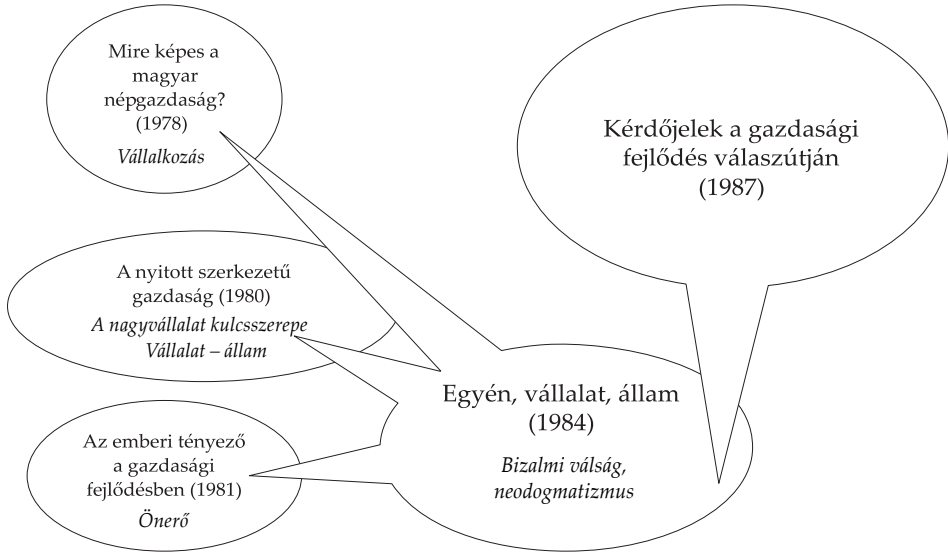 Mire képes a
magyar
népgazdaság?
(1978)
Vállalkozás
Kérdőjelek a gazdasági
fejlődés válaszútján
(1987)
A nyitott szerkezetű
gazdaság (1980)
A nagyvállalat kulcsszerepe
Vállalat – állam
Egyén, vállalat, állam
(1984)
Bizalmi válság,
neodogmatizmus
Az emberi tényező
a gazdasági
fejlődésben (1981)
Önerő